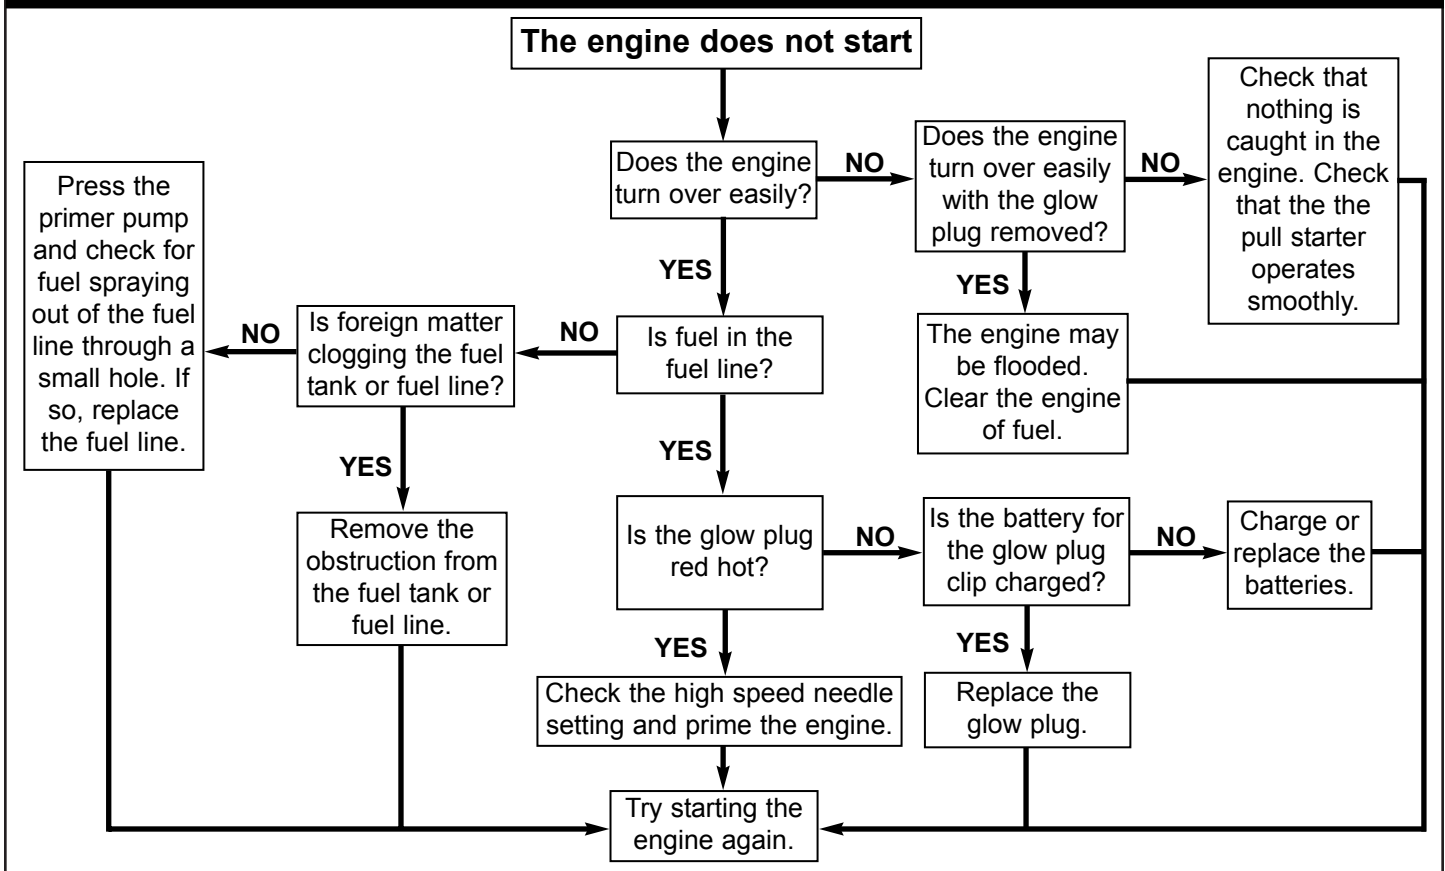 The engine does not start
Does the engine
turn over easily?
NO
Does the engine
turn over easily
with the glow
plug removed?
NO
Check that
nothing is
caught in the
engine. Check
that the the
pull starter
operates
smoothly.
YES
The engine may
be flooded.
Clear the engine
of fuel.
YES
Is fuel in the
fuel line?
NO
Is foreign matter
clogging the fuel
tank or fuel line?
NO
Press the
primer pump
and check for
fuel spraying
out of the fuel
line through a
small hole. If
so, replace
the fuel line.
YES
Remove the
obstruction from
the fuel tank or
fuel line.
YES
Is the glow plug
red hot?
NO
Is the battery for
the glow plug
clip charged?
NO
Charge or
replace the
batteries.
YES
Replace the
glow plug.
YES
Check the high speed needle
setting and prime the engine.
Try starting the
engine again.